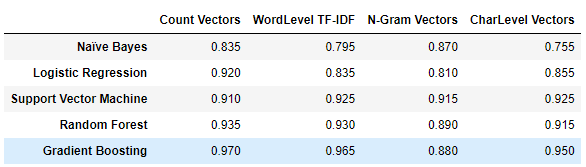 Count Vectors WordLevel TF-IDF N-Gram Vectors CharLevel Vectors
Naïve Bayes 0.835 0.795 0.870 0.755
Logistic Regression 0.920 0.835 0.810 0.855
Support Vector Machine 0.910 0.925 0.915 0.925
Random Forest 0.935 0.930 0.890 0.915
Gradient Boosting 0.970 0.965 0.880 0.950